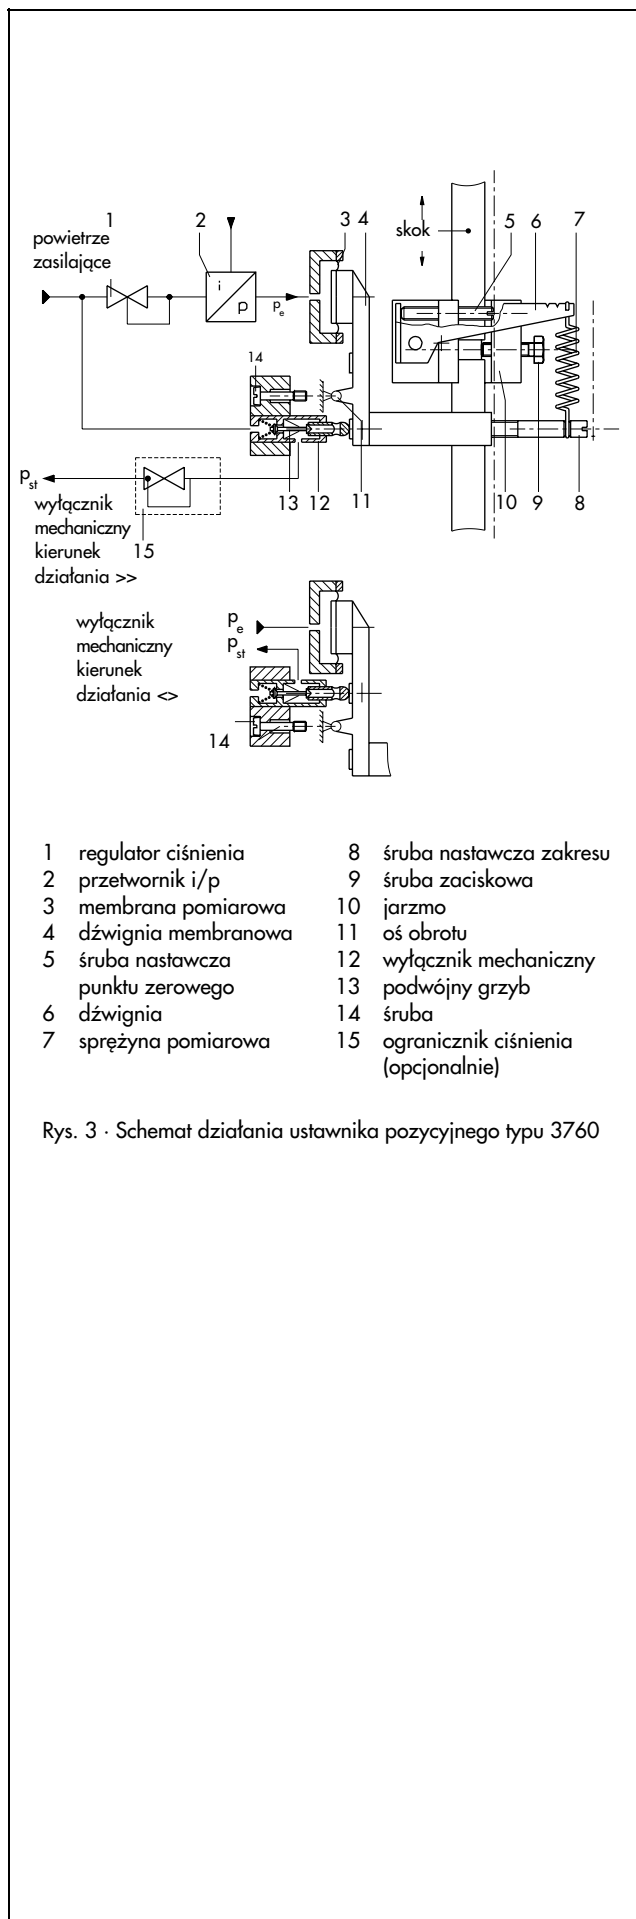 1
2
3 4
skok
5 6 7
powietrze
zasilające
i
p
p_e
14
p_st
13 12 11 10 9 8
wyłącznik
mechaniczny
kierunek 15
działania >>
wyłącznik
mechaniczny
kierunek
działania <>
p_e
p_st
14
1 regulator ciśnienia
2 przetwornik i/p
3 membrana pomiarowa
4 dźwignia membranowa
5 śruba nastawcza
punktu zerowego
6 dźwignia
7 sprężyna pomiarowa
8 śruba nastawcza zakresu
9 śruba zaciskowa
10 jarzmo
11 oś obrotu
12 wyłącznik mechaniczny
13 podwójny grzyb
14 śruba
15 ogranicznik ciśnienia
(opcjonalnie)
Rys. 3 · Schemat działania ustawnika pozycyjnego typu 3760